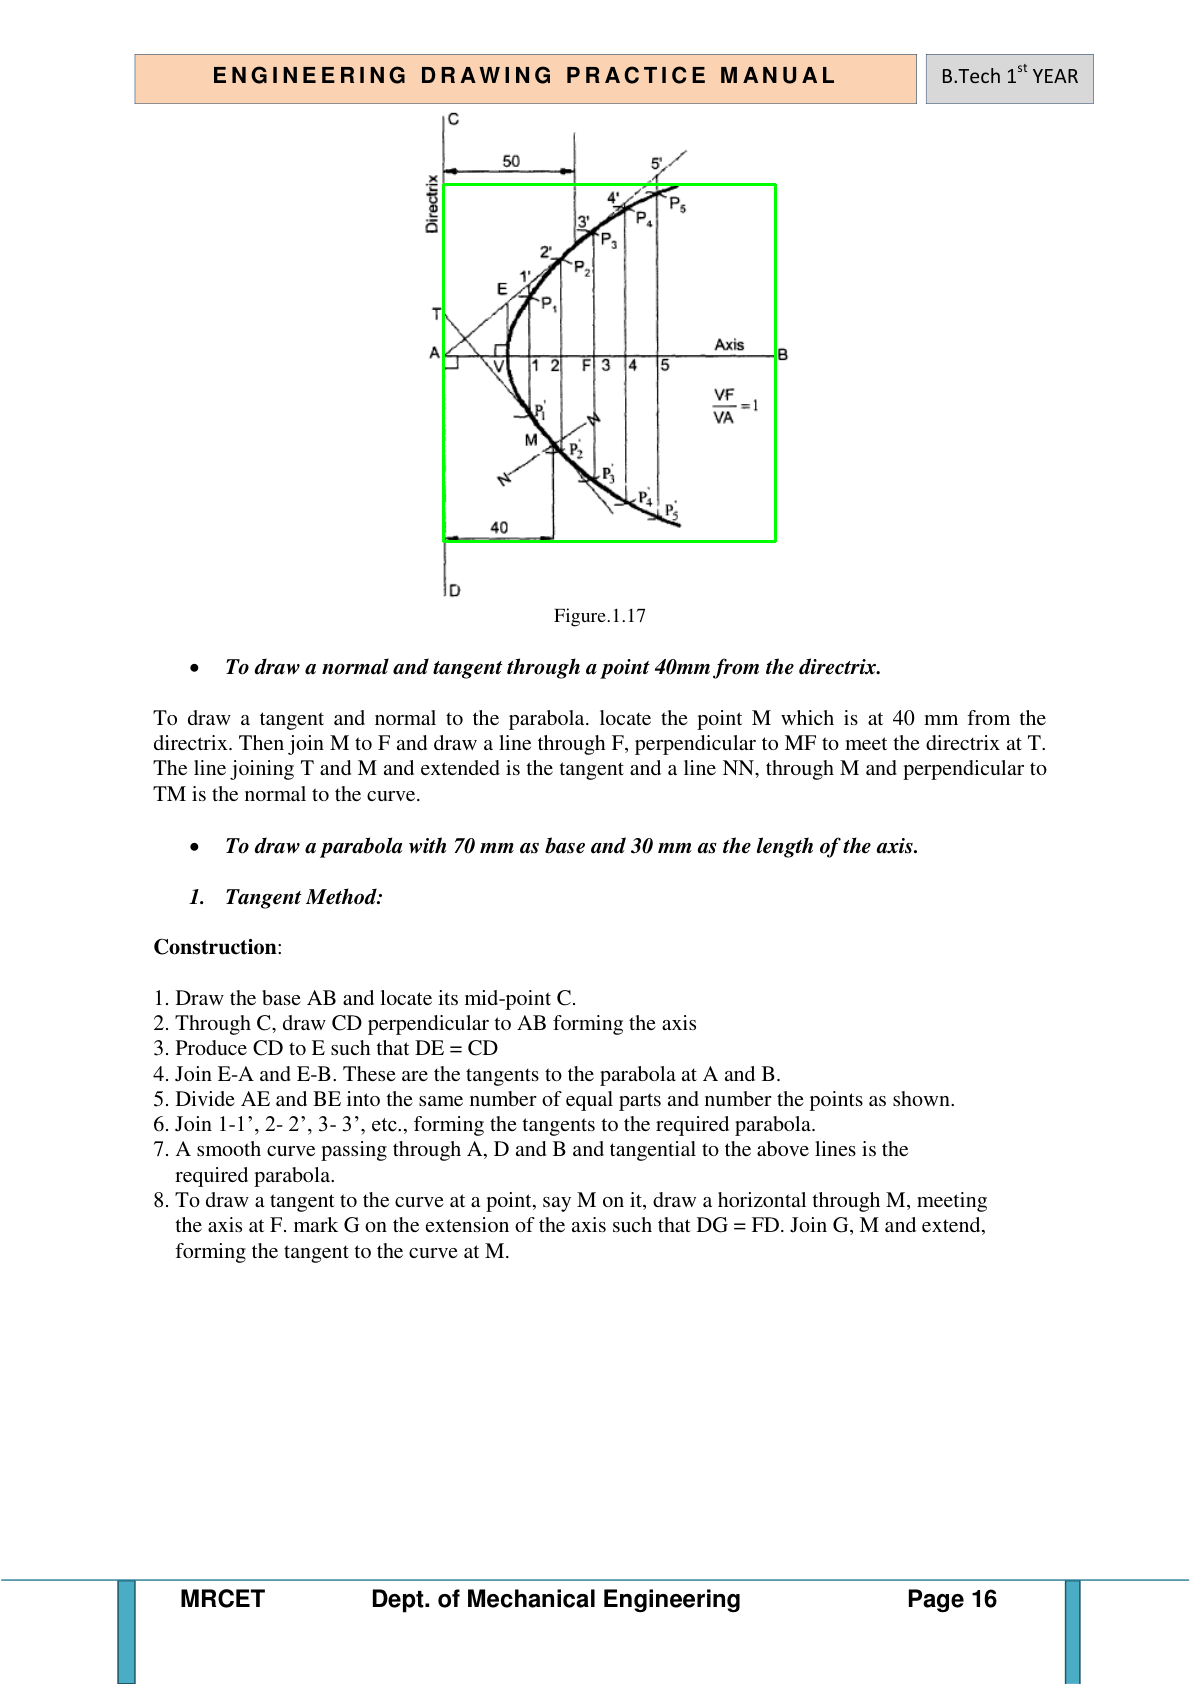 ENGINEERING DRAWING PRACTICE MANUAL
B.Tech 1st YEAR
C
50
Directrix
5'
4'
P5
P4
3'
P3
2'
P2
1'
E
P1
T
A
V
1
2
F
3
4
5
Axis
B
VF
VA
=1
P1'
M
N
P2'
N
P3'
P4'
P5'
40
D
Figure.1.17
• To draw a normal and tangent through a point 40mm from the directrix.
To draw a tangent and normal to the parabola. locate the point M which is at 40 mm from the
directrix. Then join M to F and draw a line through F, perpendicular to MF to meet the directrix at T.
The line joining T and M and extended is the tangent and a line NN, through M and perpendicular to
TM is the normal to the curve.
• To draw a parabola with 70 mm as base and 30 mm as the length of the axis.
1. Tangent Method:
Construction:
1. Draw the base AB and locate its mid-point C.
2. Through C, draw CD perpendicular to AB forming the axis
3. Produce CD to E such that DE = CD
4. Join E-A and E-B. These are the tangents to the parabola at A and B.
5. Divide AE and BE into the same number of equal parts and number the points as shown.
6. Join 1-1’, 2- 2’, 3- 3’, etc., forming the tangents to the required parabola.
7. A smooth curve passing through A, D and B and tangential to the above lines is the
required parabola.
8. To draw a tangent to the curve at a point, say M on it, draw a horizontal through M, meeting
the axis at F. mark G on the extension of the axis such that DG = FD. Join G, M and extend,
forming the tangent to the curve at M.
MRCET Dept. of Mechanical Engineering Page 16